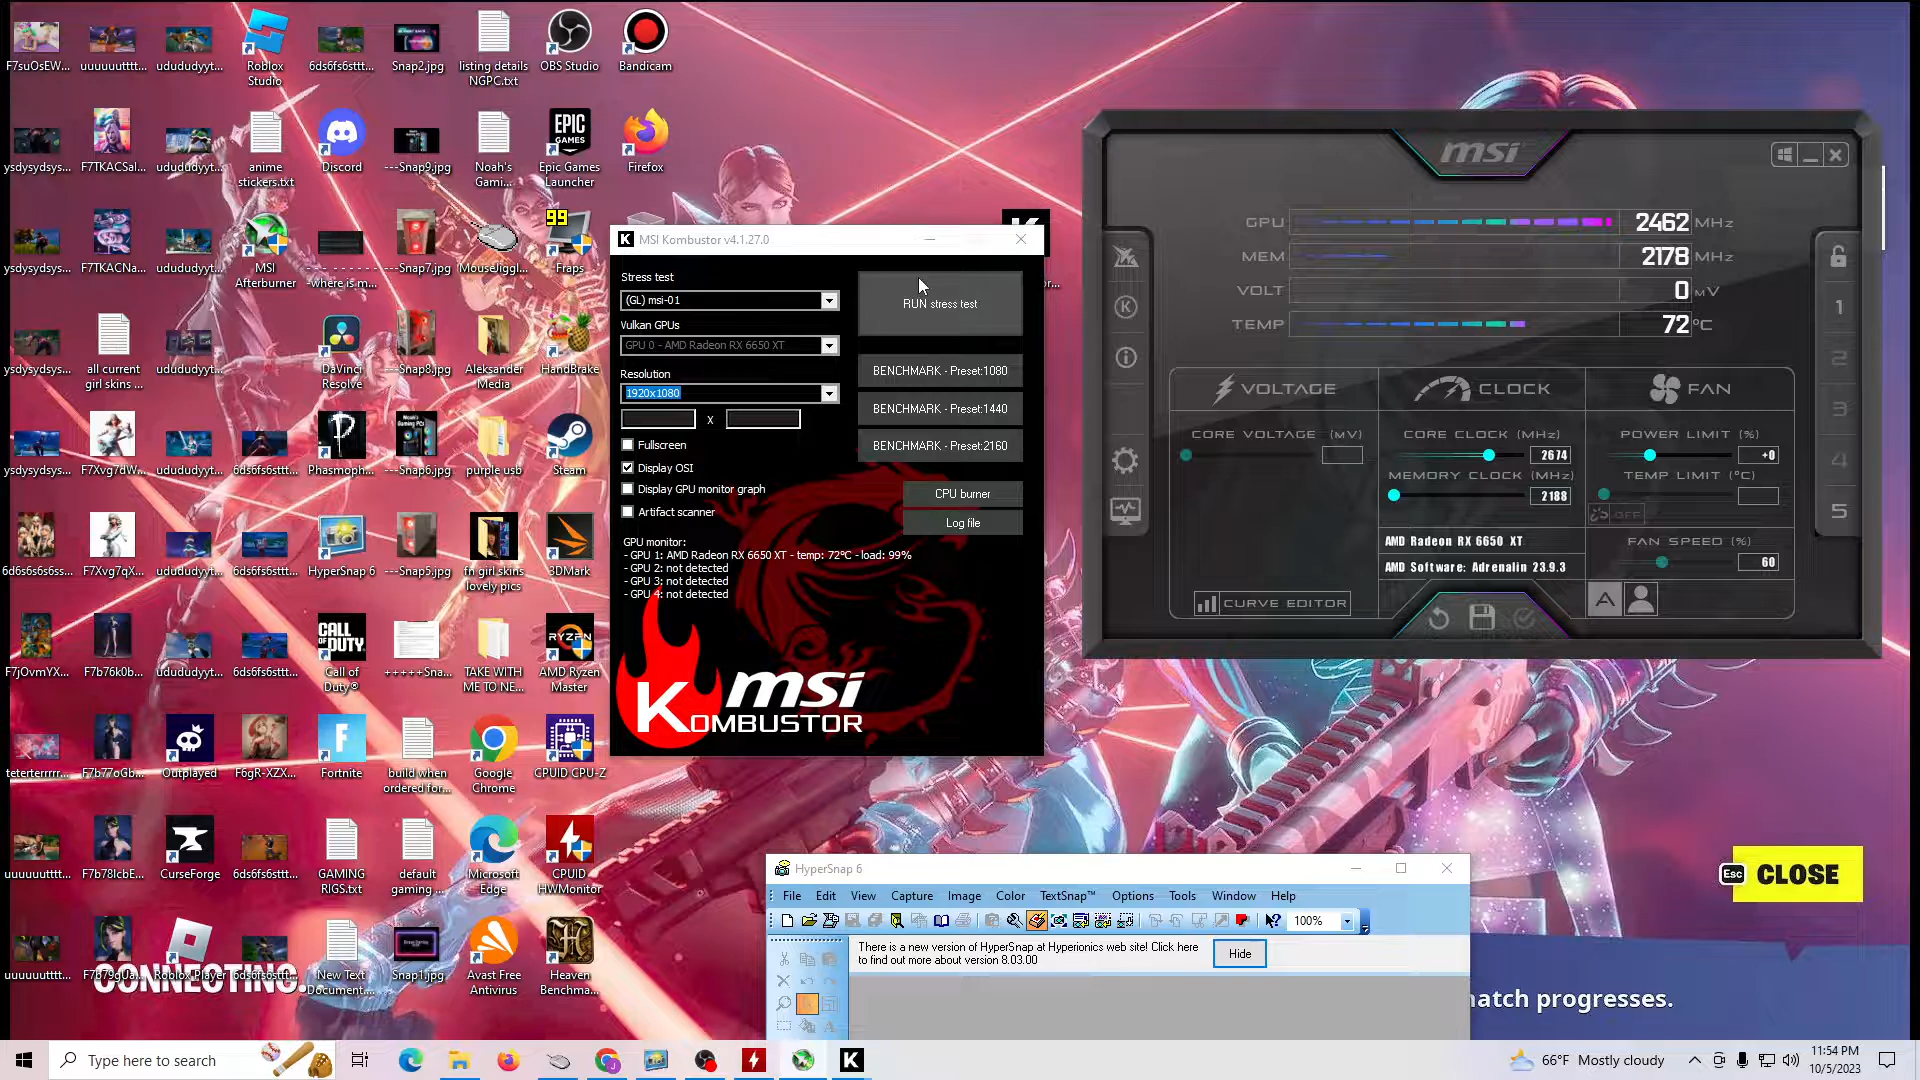 F7suOsEW...
uuuuuutttt...
udududyyt...
Roblox
Studio
6ds6fs6sttt...
Snap2.jpg
listing details
NGPC.txt
OBS Studio
Bandicam
ysdysydsys...
F7TKACSal...
udududyyt...
anime
stickers.txt
Discord
---Snap9.jpg
Noah's
Gami...
EPIC
GAMES
Epic Games
Launcher
Firefox
ysdysydsys...
F7TKACNa...
udududyyt...
MSI
Afterburner
-where is m...
---Snap7.jpg
MouseJiggl...
99
Fraps
ysdysydsys...
all current
girl skins ...
udududyyt...
DaVinci
Resolve
---Snap8.jpg
Aleksander
Media
HandBrake
ysdysydsys...
F7Xvg7dW...
udududyyt...
6ds6fs6sttt...
Phasmoph...
---Snap6.jpg
purple usb
Steam
6d6s6s6s6ss...
F7Xvg7qX...
udududyyt...
6ds6fs6sttt...
HyperSnap 6
---Snap5.jpg
fn girl skins
lovely pics
3DMark
F7jOvmYX...
F7b76k0b...
udududyyt...
6ds6fs6sttt...
CALL
OF DUTY
Call of
Duty®
+++++Sna...
TAKE WITH
ME TO NE...
RYZEN
AMD Ryzen
Master
teterterrrrr...
F7b77oGb...
Outplayed
F6gR-XZX...
Fortnite
build when
ordered for...
Google
Chrome
CPUID CPU-Z
uuuuuutttt...
F7b78IcbE...
CurseForge
6ds6fs6sttt...
GAMING
RIGS.txt
default
gaming ...
Microsoft
Edge
CPUID
HWMonitor
uuuuuutttt...
F7b79gUa...
Roblox Player
6ds6fs6sttt...
New Text
Document....
Snap1.jpg
Avast Free
Antivirus
Heaven
Benchma...
CONNECTING...
MSI Kombustor v4.1.27.0
Stress test
(GL) msi-01
RUN stress test
Vulkan GPUs
GPU 0 - AMD Radeon RX 6650 XT
BENCHMARK - Preset:1080
Resolution
1920x1080
BENCHMARK - Preset:1440
X
Fullscreen
BENCHMARK - Preset:2160
Display OSI
Display GPU monitor graph
CPU burner
Artifact scanner
Log file
GPU monitor:
- GPU 1: AMD Radeon RX 6650 XT - temp: 72°C - load: 99%
- GPU 2: not detected
- GPU 3: not detected
- GPU 4: not detected
msi
KOMBUSTOR
msi
GPU 2462 MHz
MEM 2178 MHz
VOLT 0 mV
TEMP 72 °C
VOLTAGE
CLOCK
FAN
CORE VOLTAGE (MV)
CORE CLOCK (MHz)
2674
POWER LIMIT (%)
+0
MEMORY CLOCK (MHz)
2188
TEMP LIMIT (°C)
OFF
AMD Radeon RX 6650 XT
FAN SPEED (%)
60
AMD Software: Adrenalin 23.9.3
CURVE EDITOR
A
K
1
2
3
4
5
HyperSnap 6
File Edit View Capture Image Color TextSnap™ Options Tools Window Help
100%
There is a new version of HyperSnap at Hyperionics web site! Click here
to find out more about version 8.03.00
Hide
Esc CLOSE
match progresses.
Type here to search
66°F Mostly cloudy
11:54 PM
10/5/2023